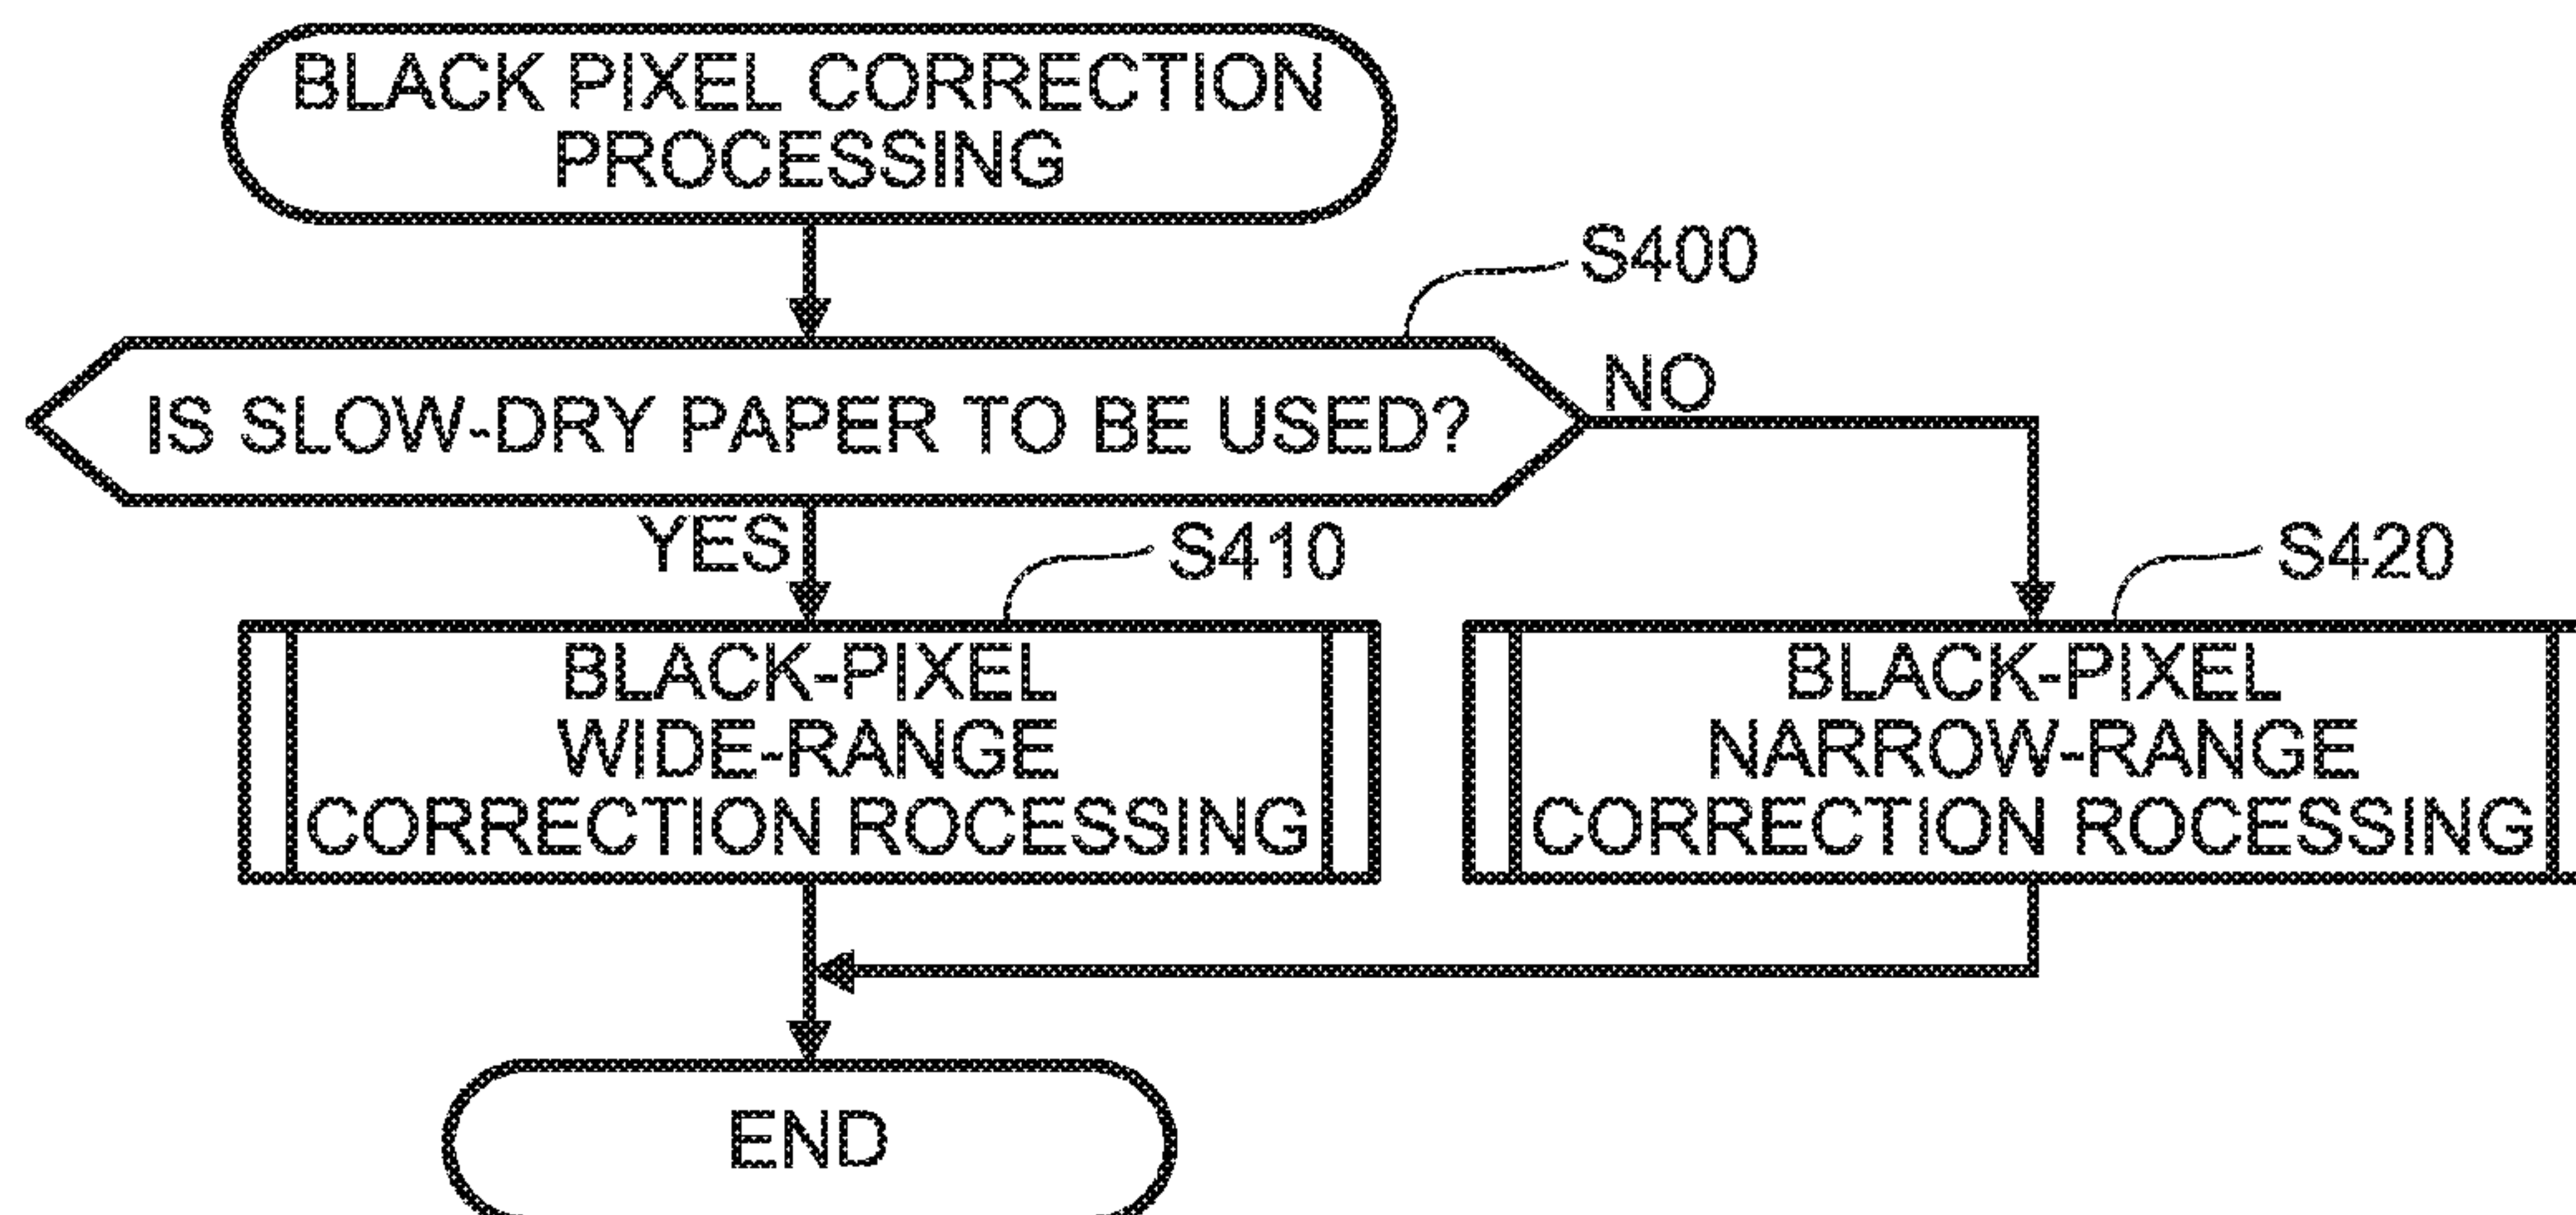 BLACK PIXEL CORRECTION
PROCESSING
S400
IS SLOW-DRY PAPER TO BE USED?
NO
YES
S410
S420
BLACK-PIXEL
WIDE-RANGE
CORRECTION ROCESSING
BLACK-PIXEL
NARROW-RANGE
CORRECTION ROCESSING
END